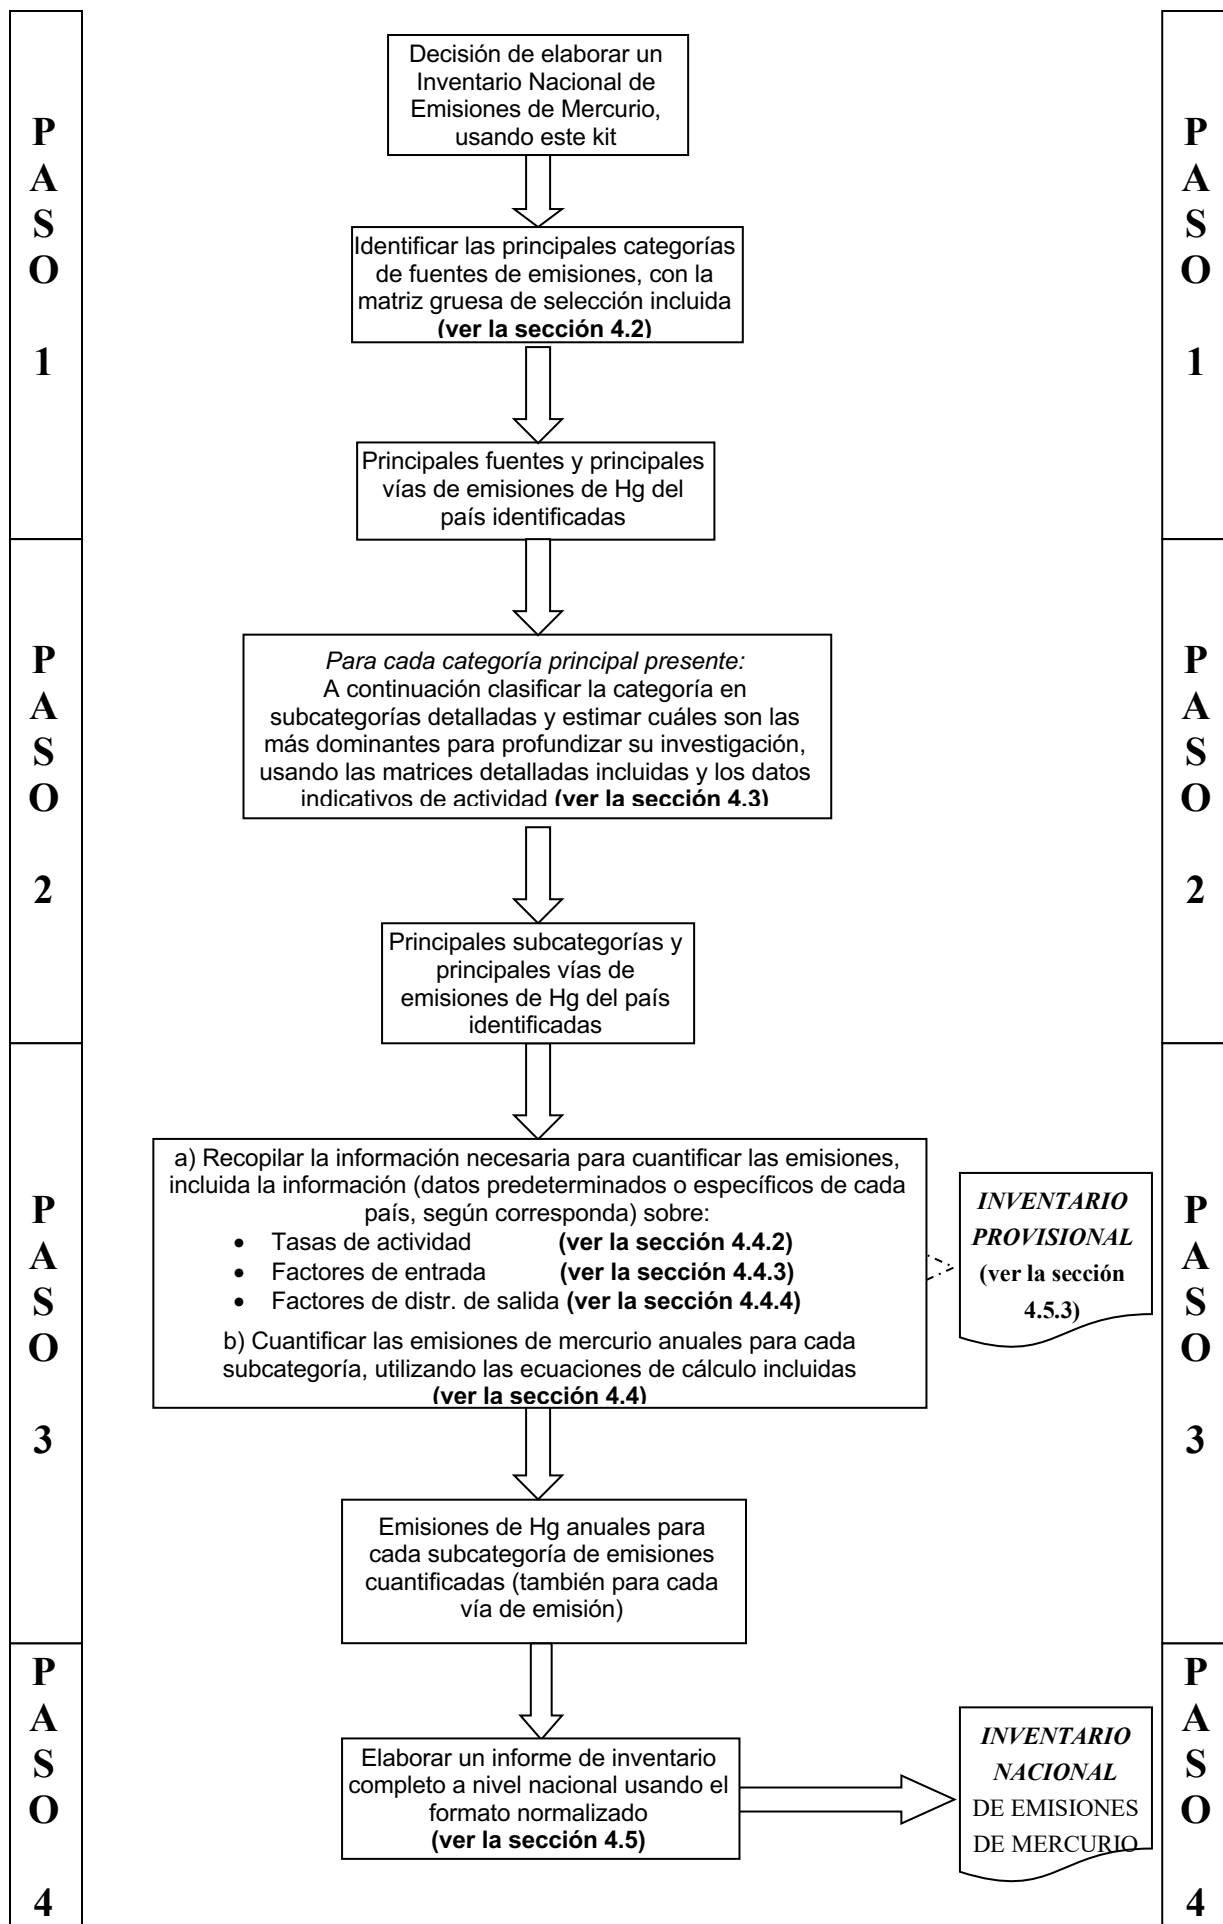 P
A
S
O
1
Decisión de elaborar un
Inventario Nacional de
Emisiones de Mercurio,
usando este kit
Identificar las principales categorías
de fuentes de emisiones, con la
matriz gruesa de selección incluida
(ver la sección 4.2)
Principales fuentes y principales
vías de emisiones de Hg del
país identificadas
P
A
S
O
1
P
A
S
O
2
Para cada categoría principal presente:
A continuación clasificar la categoría en
subcategorías detalladas y estimar cuáles son las
más dominantes para profundizar su investigación,
usando las matrices detalladas incluidas y los datos
indicativos de actividad (ver la sección 4.3)
Principales subcategorías y
principales vías de
emisiones de Hg del país
identificadas
P
A
S
O
2
P
A
S
O
3
a) Recopilar la información necesaria para cuantificar las emisiones,
incluida la información (datos predeterminados o específicos de cada
país, según corresponda) sobre:
• Tasas de actividad (ver la sección 4.4.2)
• Factores de entrada (ver la sección 4.4.3)
• Factores de distr. de salida (ver la sección 4.4.4)
b) Cuantificar las emisiones de mercurio anuales para cada
subcategoría, utilizando las ecuaciones de cálculo incluidas
(ver la sección 4.4)
INVENTARIO
PROVISIONAL
(ver la sección
4.5.3)
Emisiones de Hg anuales para
cada subcategoría de emisiones
cuantificadas (también para cada
vía de emisión)
P
A
S
O
3
P
A
S
O
4
Elaborar un informe de inventario
completo a nivel nacional usando el
formato normalizado
(ver la sección 4.5)
INVENTARIO
NACIONAL
DE EMISIONES
DE MERCURIO
P
A
S
O
4